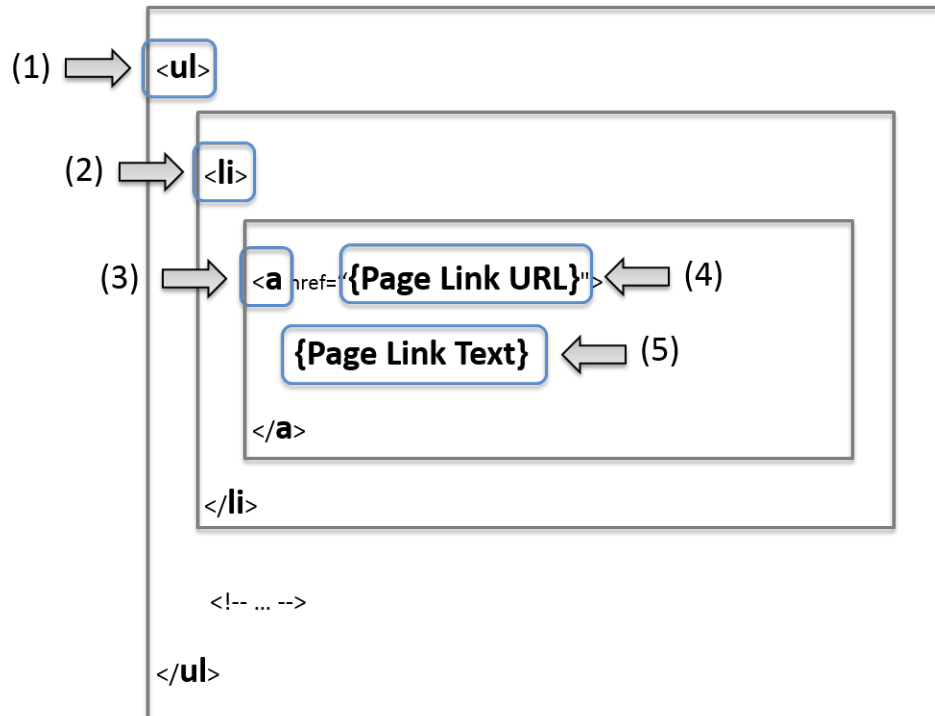 (1) <ul>
(2) <li>
(3) <a href=“{Page Link URL}"> (4)
{Page Link Text} (5)
</a>
</li>
<!-- ... -->
</ul>